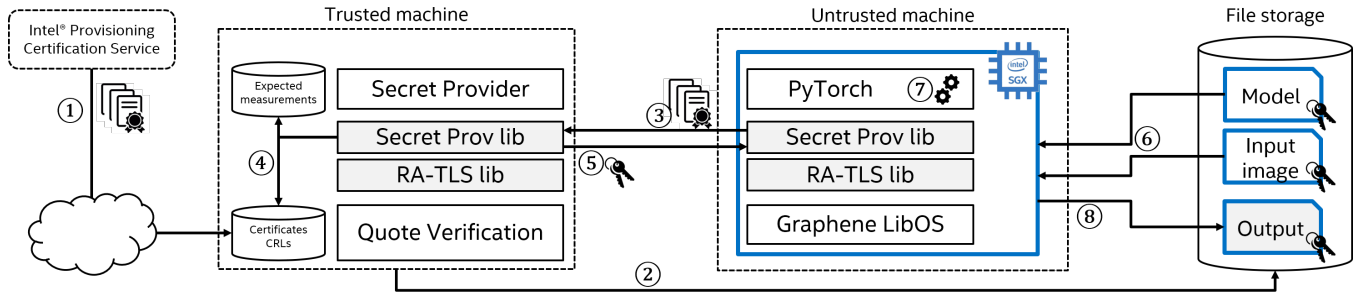 Trusted machine
Untrusted machine
File storage
Intel® Provisioning
Certification Service
①
Expected
measurements
Secret Provider
Secret Prov lib
RA-TLS lib
④
Certificates
CRLs
Quote Verification
③
⑤
②
intel
SGX
PyTorch
⑦
Secret Prov lib
RA-TLS lib
Graphene LibOS
⑥
⑧
Model
Input
image
Output